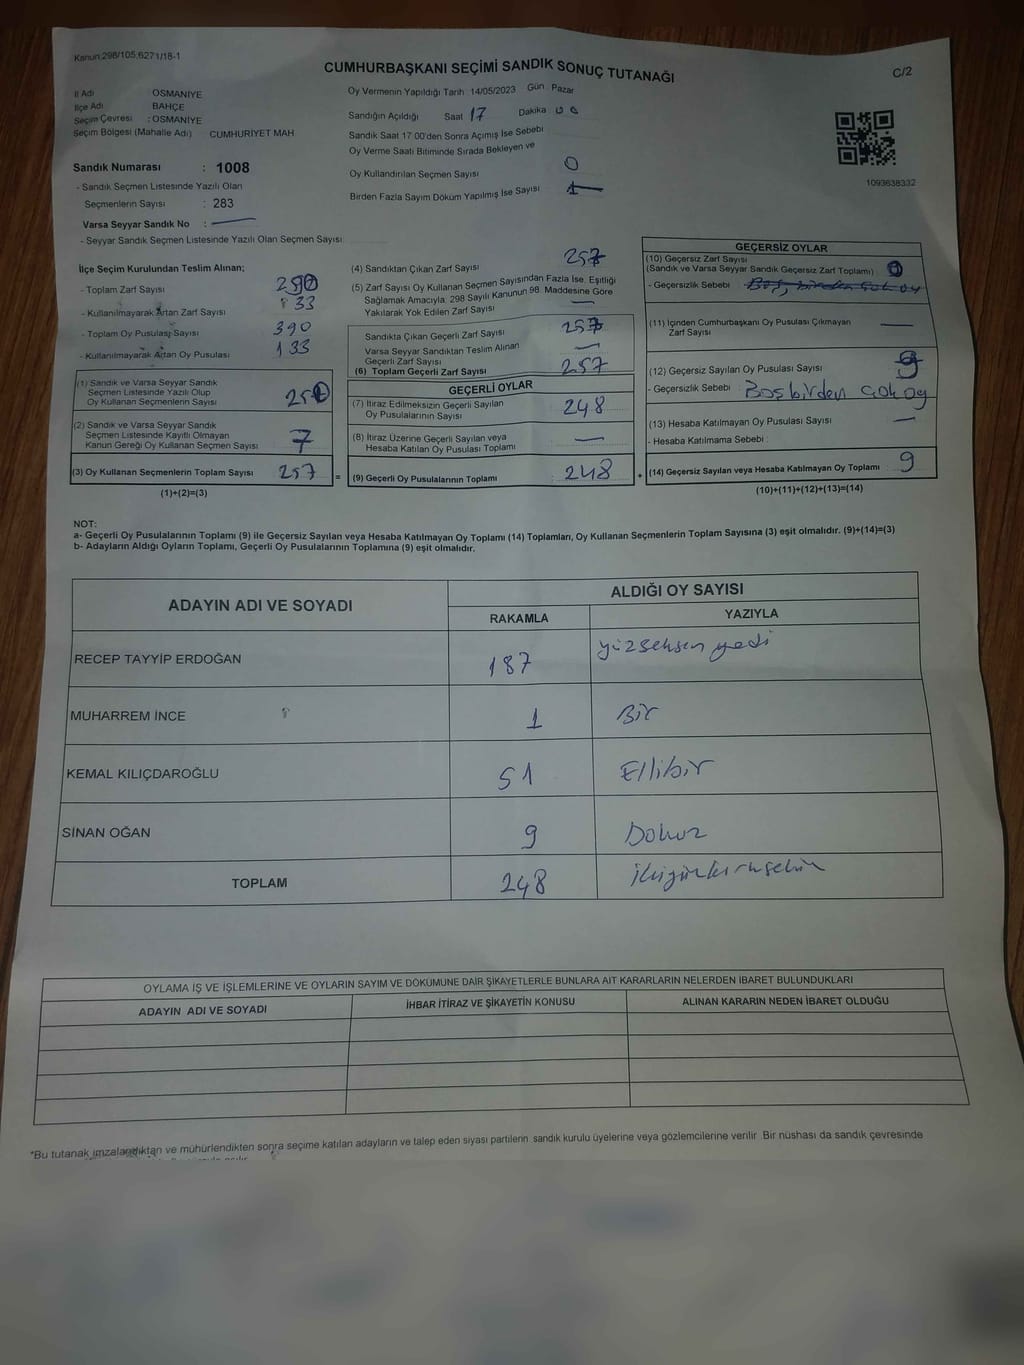 Kanun:298/105;6271/18-1
CUMHURBAŞKANI SEÇİMİ SANDIK SONUÇ TUTANAĞI
C/2
İl Adı : OSMANİYE
İlçe Adı : BAHÇE
Seçim Çevresi : OSMANİYE
Seçim Bölgesi (Mahalle Adı) CUMHURİYET MAH
Sandık Numarası : 1008
- Sandık Seçmen Listesinde Yazılı Olan
Seçmenlerin Sayısı : 283
Varsa Seyyar Sandık No : —
- Seyyar Sandık Seçmen Listesinde Yazılı Olan Seçmen Sayısı:
Oy Vermenin Yapıldığı Tarih 14/05/2023 Gün Pazar
Sandığın Açıldığı Saat 17 Dakika 00
Sandık Saat 17:00'den Sonra Açılmış İse Sebebi
Oy Verme Saati Bitiminde Sırada Bekleyen ve
Oy Kullandırılan Seçmen Sayısı 0
Birden Fazla Sayım Döküm Yapılmış İse Sayısı 1
1093638332
İlçe Seçim Kurulundan Teslim Alınan;
- Toplam Zarf Sayısı 290
- Kullanılmayarak Artan Zarf Sayısı 33
- Toplam Oy Pusulası Sayısı 390
- Kullanılmayarak Artan Oy Pusulası 133
(1) Sandık ve Varsa Seyyar Sandık
Seçmen Listesinde Yazılı Olup
Oy Kullanan Seçmenlerin Sayısı 250
(2) Sandık ve Varsa Seyyar Sandık
Seçmen Listesinde Kayıtlı Olmayan
Kanun Gereği Oy Kullanan Seçmen Sayısı 7
(3) Oy Kullanan Seçmenlerin Toplam Sayısı 257
(1)+(2)=(3)
(4) Sandıktan Çıkan Zarf Sayısı 257
(5) Zarf Sayısı Oy Kullanan Seçmen Sayısından Fazla İse, Eşitliği
Sağlamak Amacıyla, 298 Sayılı Kanunun 98. Maddesine Göre
Yakılarak Yok Edilen Zarf Sayısı —
Sandıkta Çıkan Geçerli Zarf Sayısı 257
Varsa Seyyar Sandıktan Teslim Alınan
Geçerli Zarf Sayısı —
(6) Toplam Geçerli Zarf Sayısı 257
GEÇERLİ OYLAR
(7) İtiraz Edilmeksizin Geçerli Sayılan
Oy Pusulalarının Sayısı 248
(8) İtiraz Üzerine Geçerli Sayılan veya
Hesaba Katılan Oy Pusulası Toplamı —
= (9) Geçerli Oy Pusulalarının Toplamı 248 +
GEÇERSİZ OYLAR
(10) Geçersiz Zarf Sayısı
(Sandık ve Varsa Seyyar Sandık Geçersiz Zarf Toplamı) : 0
- Geçersizlik Sebebi : Boş, birden çok oy
(11) İçinden Cumhurbaşkanı Oy Pusulası Çıkmayan
Zarf Sayısı —
(12) Geçersiz Sayılan Oy Pusulası Sayısı 9
- Geçersizlik Sebebi : Boş birden çok oy
(13) Hesaba Katılmayan Oy Pusulası Sayısı —
- Hesaba Katılmama Sebebi :
(14) Geçersiz Sayılan veya Hesaba Katılmayan Oy Toplamı 9
(10)+(11)+(12)+(13)=(14)
NOT:
a- Geçerli Oy Pusulalarının Toplamı (9) ile Geçersiz Sayılan veya Hesaba Katılmayan Oy Toplamı (14) Toplamları, Oy Kullanan Seçmenlerin Toplam Sayısına (3) eşit olmalıdır. (9)+(14)=(3)
b- Adayların Aldığı Oyların Toplamı, Geçerli Oy Pusulalarının Toplamına (9) eşit olmalıdır.
ADAYIN ADI VE SOYADI
ALDIĞI OY SAYISI
RAKAMLA YAZIYLA
RECEP TAYYİP ERDOĞAN 187 yüzseksen yedi
MUHARREM İNCE 1 Bir
KEMAL KILIÇDAROĞLU 51 Ellibir
SİNAN OĞAN 9 Dokuz
TOPLAM 248
OYLAMA İŞ VE İŞLEMLERİNE VE OYLARIN SAYIM VE DÖKÜMÜNE DAİR ŞİKAYETLERLE BUNLARA AİT KARARLARIN NELERDEN İBARET BULUNDUKLARI
ADAYIN ADI VE SOYADI İHBAR İTİRAZ VE ŞİKAYETİN KONUSU ALINAN KARARIN NEDEN İBARET OLDUĞU
*Bu tutanak imzalandıktan ve mühürlendikten sonra seçime katılan adayların ve talep eden siyasi partilerin sandık kurulu üyelerine veya gözlemcilerine verilir. Bir nüshası da sandık çevresinde